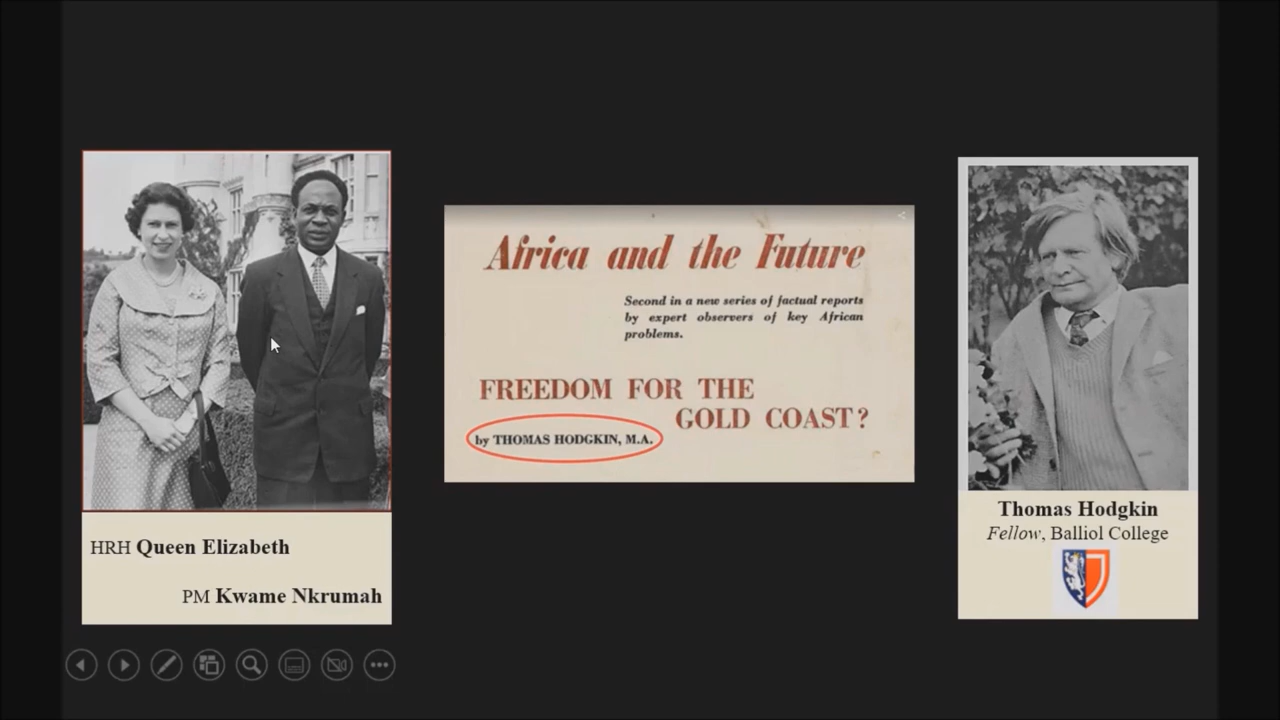 HRH Queen Elizabeth
PM Kwame Nkrumah
Africa and the Future
Second in a new series of factual reports
by expert observers of key African
problems.
FREEDOM FOR THE
GOLD COAST?
by THOMAS HODGKIN, M.A.
Thomas Hodgkin
Fellow, Balliol College